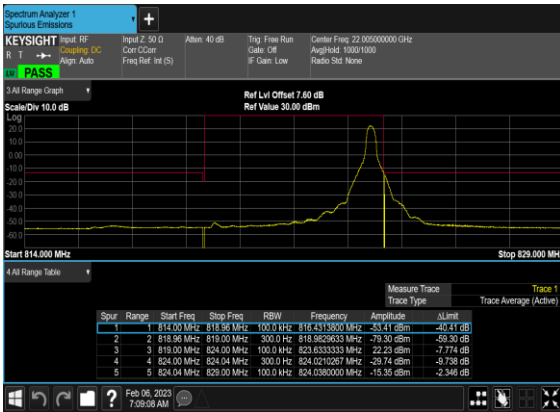 Spectrum Analyzer 1
Spurious Emissions
+
KEYSIGHT Input: RF Input Z: 50 Ω Atten: 40 dB Trig: Free Run Center Freq: 22.005000000 GHz
R T Coupling: DC Corr CCorr Gate: Off Avg|Hold: 1000/1000
Align: Auto Freq Ref: Int (S) IF Gain: Low Radio Std: None
PASS
3 All Range Graph
Ref Lvl Offset 7.60 dB
Scale/Div 10.0 dB Ref Value 30.00 dBm
Log
20.0
10.0
0.00
-10.0
-20.0
-30.0
-40.0
-50.0
-60.0
Start 814.000 MHz Stop 829.000 MH
4 All Range Table
Measure Trace Trace 1
Trace Type Trace Average (Active)
Spur Range Start Freq Stop Freq RBW Frequency Amplitude ΔLimit
1 1 814.00 MHz 818.96 MHz 100.0 kHz 816.4313800 MHz -53.41 dBm -40.41 dB
2 2 818.96 MHz 819.00 MHz 300.0 Hz 818.9829633 MHz -79.30 dBm -59.30 dB
3 3 819.00 MHz 824.00 MHz 100.0 kHz 823.6333333 MHz 22.23 dBm -7.774 dB
4 4 824.00 MHz 824.04 MHz 300.0 Hz 824.0210267 MHz -29.74 dBm -9.738 dB
5 5 824.04 MHz 829.00 MHz 100.0 kHz 824.0380000 MHz -15.35 dBm -2.346 dB
? Feb 06, 2023
7:09:08 AM